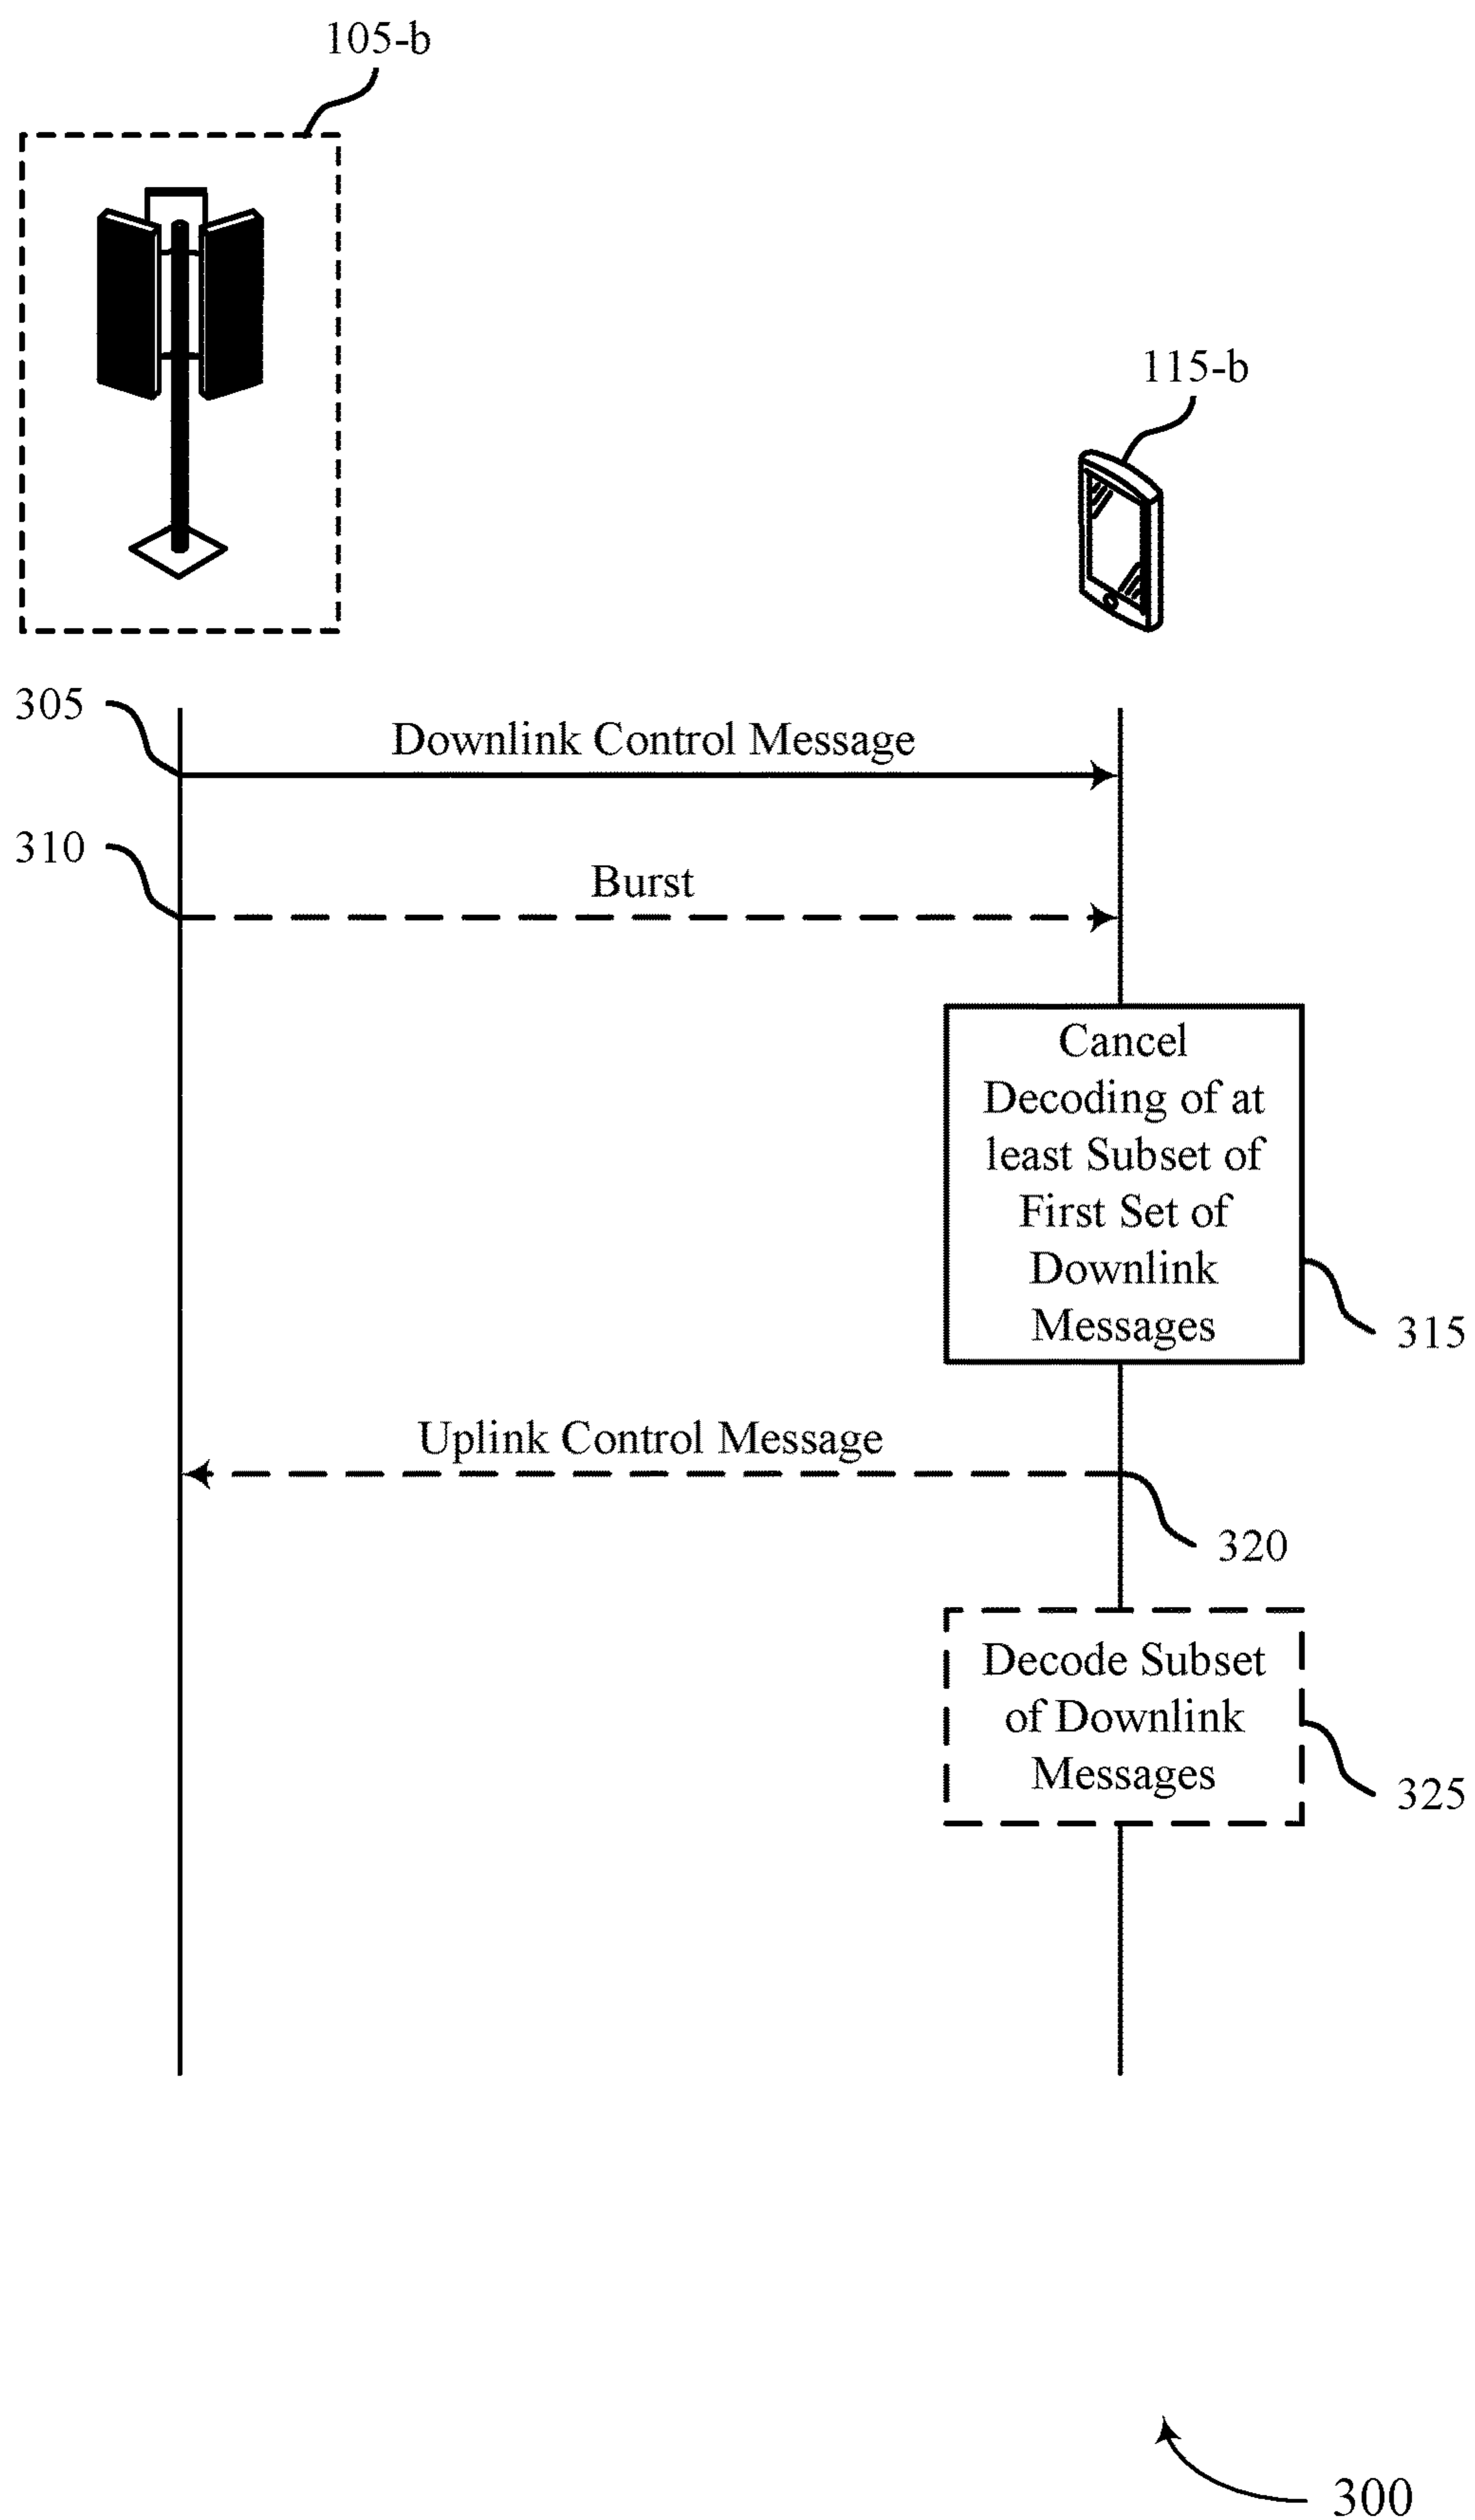 105-b
115-b
305
Downlink Control Message
310
Burst
Cancel
Decoding of at
least Subset of
First Set of
Downlink
Messages
315
Uplink Control Message
320
Decode Subset
of Downlink
Messages
325
300